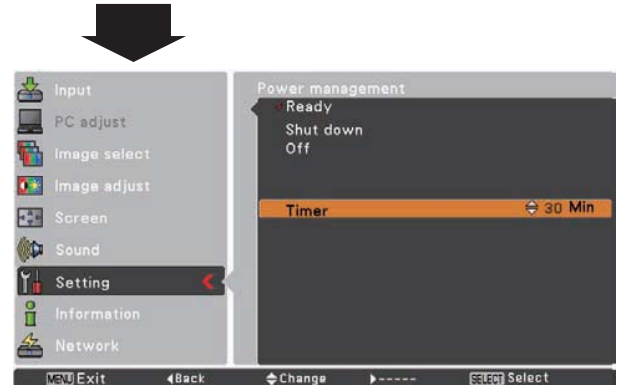 Input
PC adjust
Image select
Image adjust
Screen
Sound
Setting
Information
Network
Power management
Ready
Shut down
Off
Timer 30 Min
MENU Exit Back Change ----- SELECT Select